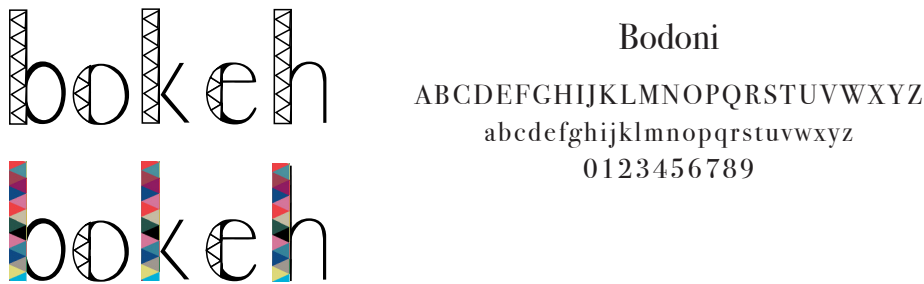 bokeh
bokeh
Bodoni
ABCDEFGHIJKLMNOPQRSTUVWXYZ
abcdefghijklmnopqrstuvwxyz
0123456789